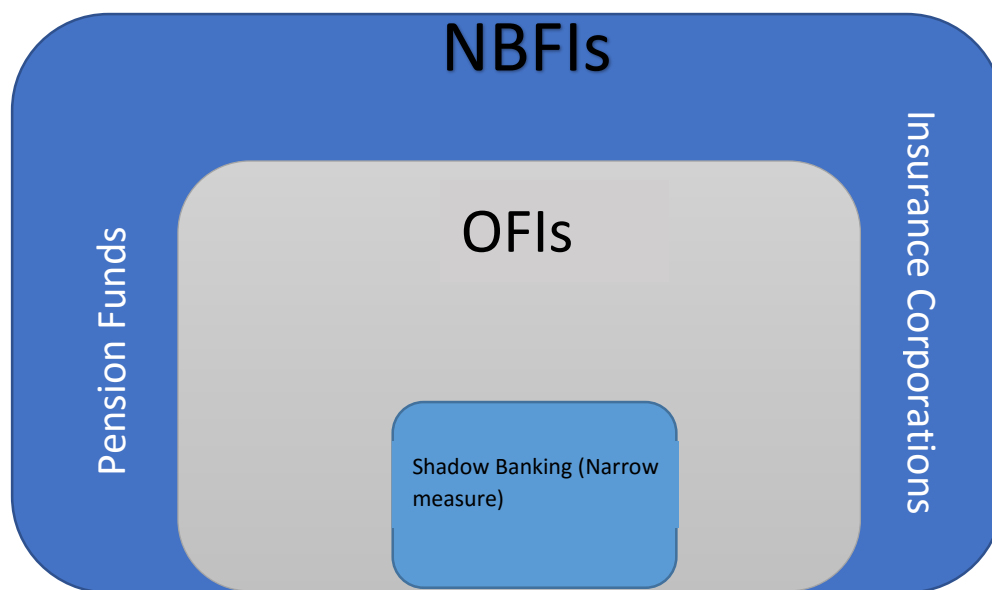 NBFIs
OFIs
Pension Funds
Insurance Corporations
Shadow Banking (Narrow
measure)